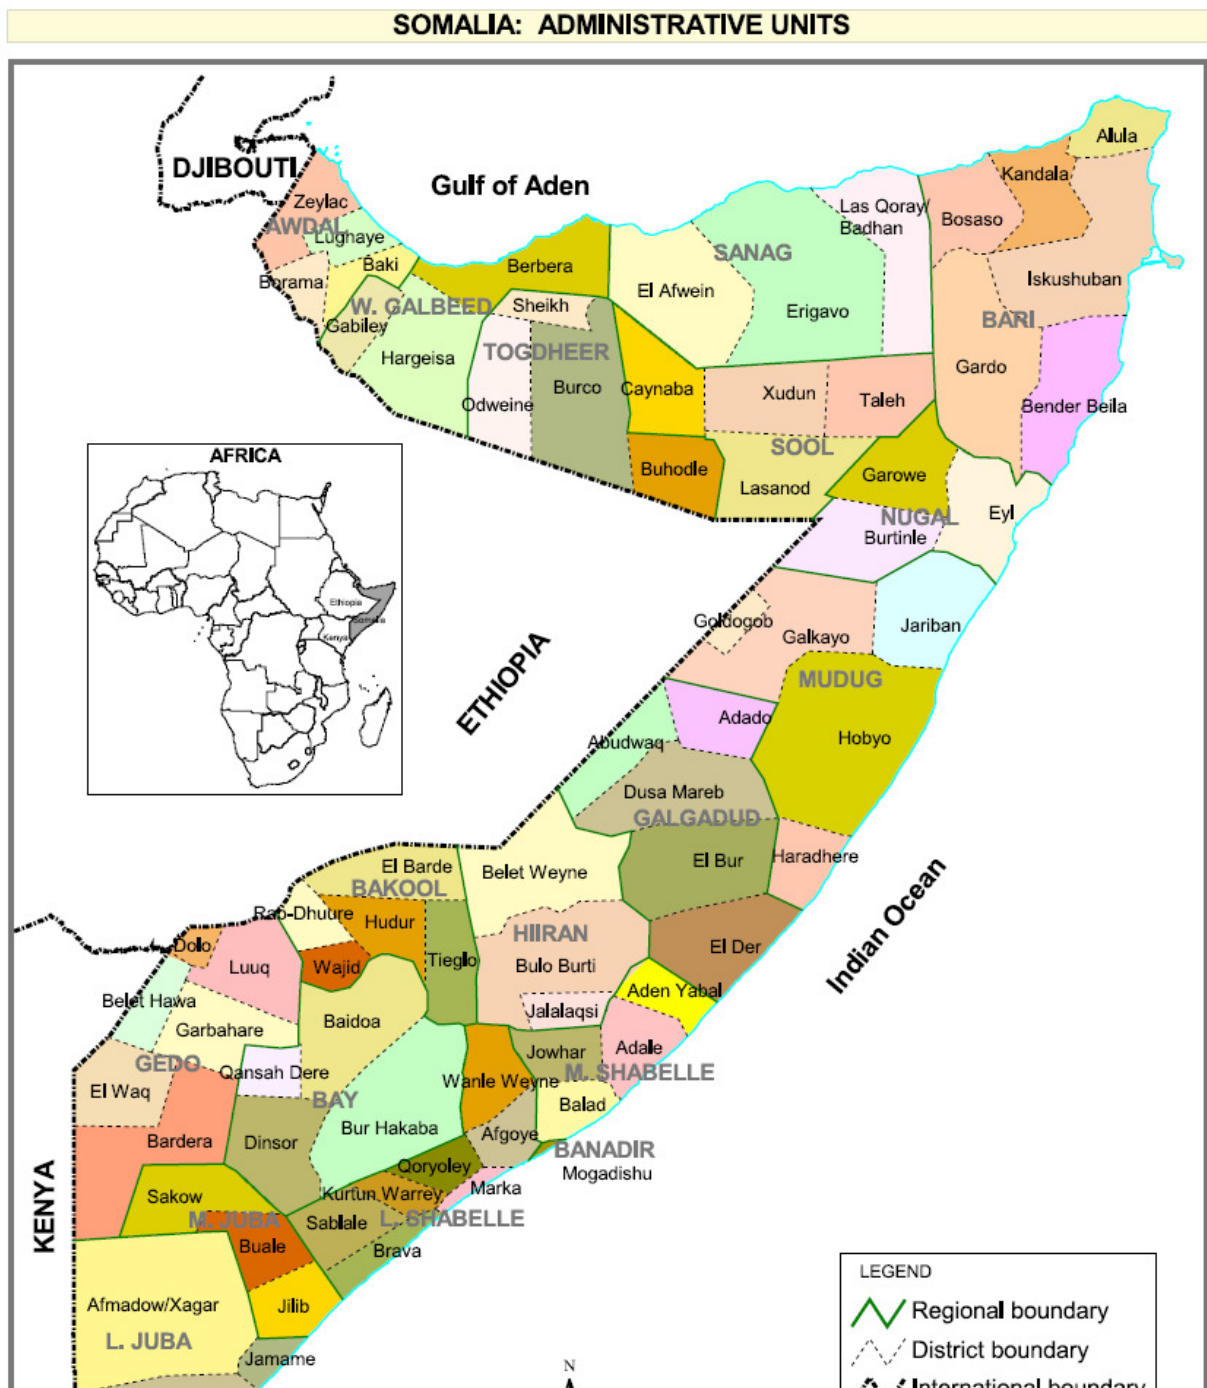 SOMALIA: ADMINISTRATIVE UNITS
DJIBOUTI
Gulf of Aden
Alula
Kandala
Zeylac
AWDAL
Lughaye
Las Qoray/
Badhan
Bosaso
Baki
Berbera
SANAG
Borama
El Afwein
Iskushuban
W. GALBEED
Sheikh
Erigavo
BARI
Gabiley
Hargeisa
TOGDHEER
Gardo
Burco
Caynaba
Xudun
Taleh
Odweine
Bender Beila
SOOL
AFRICA
Buhodle
Garowe
Lasanod
Eyl
NUGAL
Burtinle
Ethiopia
Somalia
Kenya
Goldogob
Galkayo
Jariban
ETHIOPIA
MUDUG
Adado
Abudwaq
Hobyo
Dusa Mareb
GALGADUD
El Bur
Haradhere
El Barde
Belet Weyne
BAKOOL
Rab-Dhuure
Hudur
HIIRAN
Indian Ocean
Dolo
Luuq
Wajid
Tieglo
Bulo Burti
El Der
Aden Yabal
Belet Hawa
Jalalaqsi
Garbahare
Baidoa
Jowhar
Adale
GEDO
Qansah Dere
M. SHABELLE
El Waq
Wanle Weyne
BAY
Balad
Bardera
Dinsor
Bur Hakaba
Afgoye
BANADIR
Mogadishu
Qoryoley
KENYA
Sakow
Kurtun Warrey
Marka
M. JUBA
Sablale
L. SHABELLE
Buale
Brava
Afmadow/Xagar
Jilib
L. JUBA
Jamame
N
LEGEND
Regional boundary
District boundary
International boundary